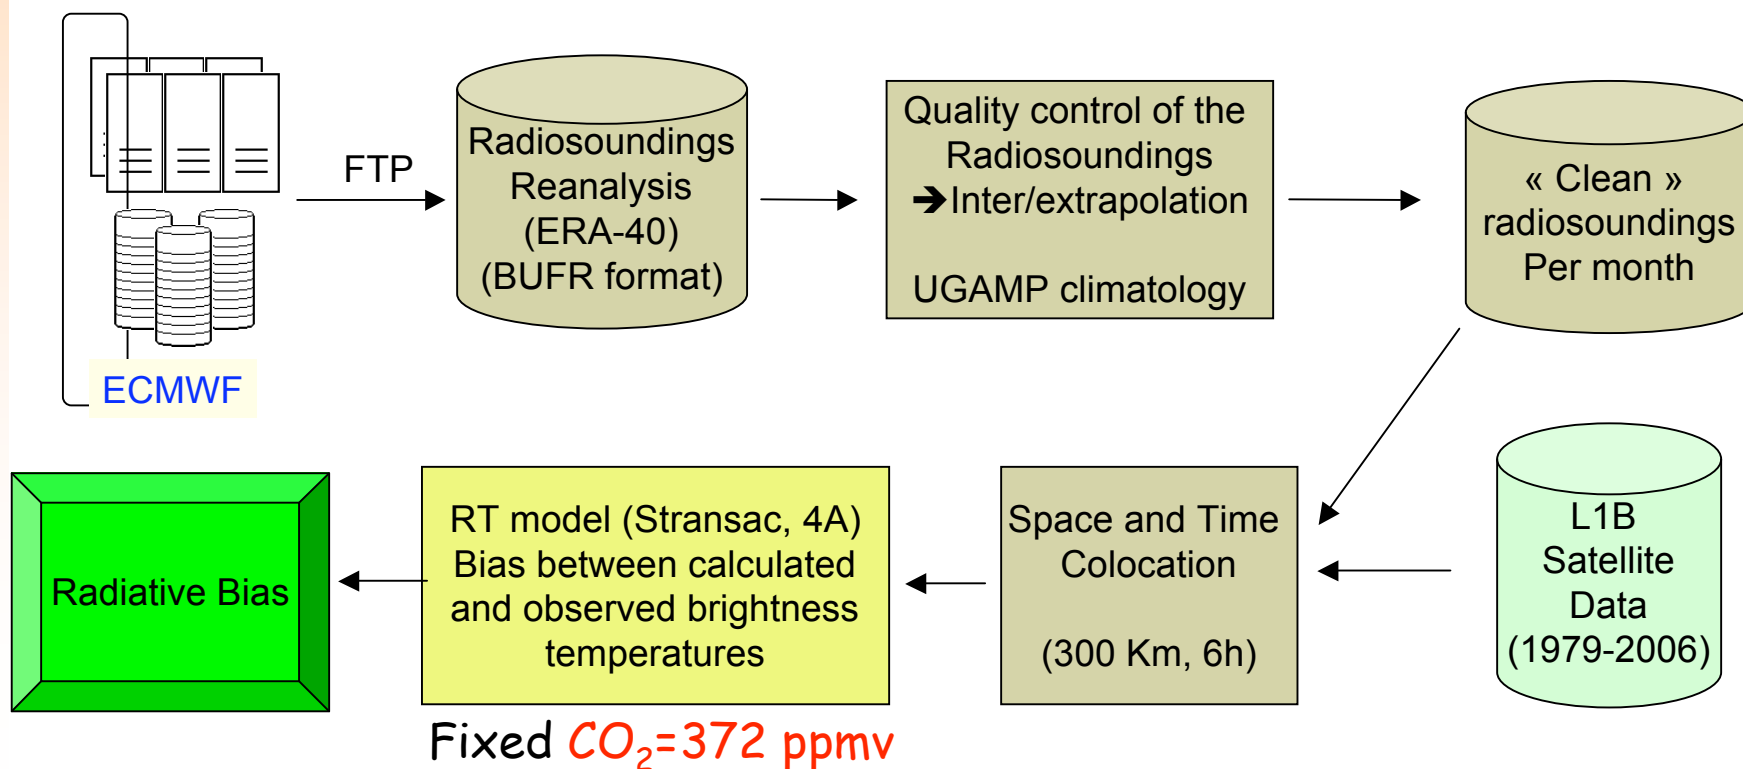 FTP
Radiosoundings
Reanalysis
(ERA-40)
(BUFR format)
Quality control of the
Radiosoundings
➔Inter/extrapolation
UGAMP climatology
« Clean »
radiosoundings
Per month
ECMWF
Radiative Bias
RT model (Stransac, 4A)
Bias between calculated
and observed brightness
temperatures
Space and Time
Colocation
(300 Km, 6h)
L1B
Satellite
Data
(1979-2006)
Fixed CO₂=372 ppmv